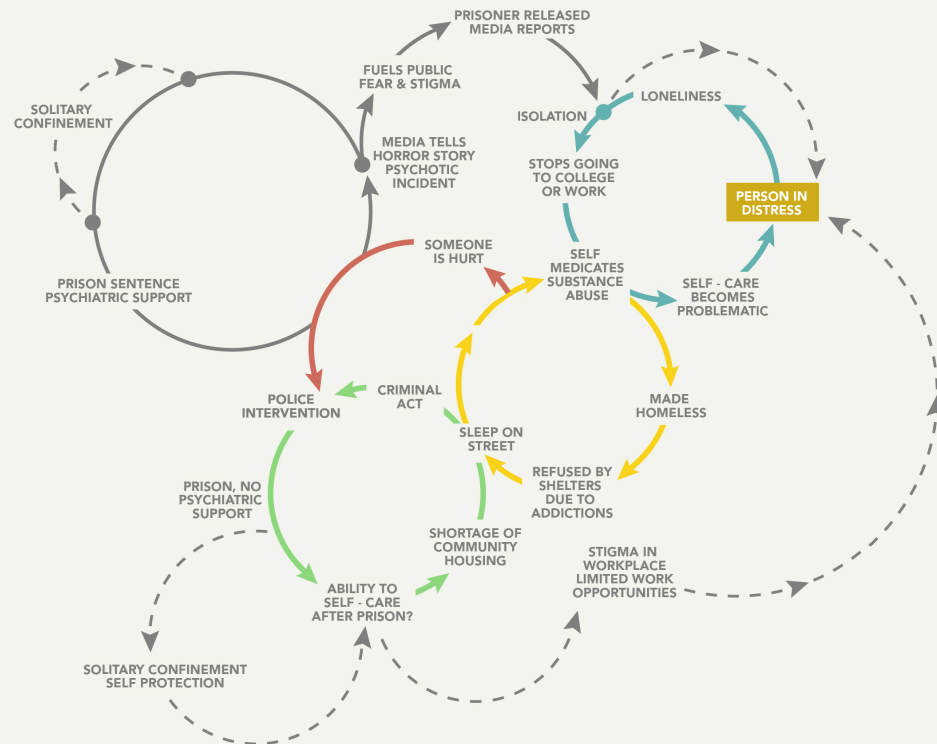 PRISONER RELEASED
MEDIA REPORTS
FUELS PUBLIC
FEAR & STIGMA
SOLITARY
CONFINEMENT
MEDIA TELLS
HORROR STORY
PSYCHOTIC
INCIDENT
ISOLATION
LONELINESS
STOPS GOING
TO COLLEGE
OR WORK
PERSON IN
DISTRESS
SOMEONE
IS HURT
SELF
MEDICATES
SUBSTANCE
ABUSE
SELF - CARE
BECOMES
PROBLEMATIC
PRISON SENTENCE
PSYCHIATRIC SUPPORT
POLICE
INTERVENTION
CRIMINAL
ACT
MADE
HOMELESS
SLEEP ON
STREET
REFUSED BY
SHELTERS
DUE TO
ADDICTIONS
PRISON, NO
PSYCHIATRIC
SUPPORT
SHORTAGE OF
COMMUNITY
HOUSING
STIGMA IN
WORKPLACE
LIMITED WORK
OPPORTUNITIES
ABILITY TO
SELF - CARE
AFTER PRISON?
SOLITARY CONFINEMENT
SELF PROTECTION